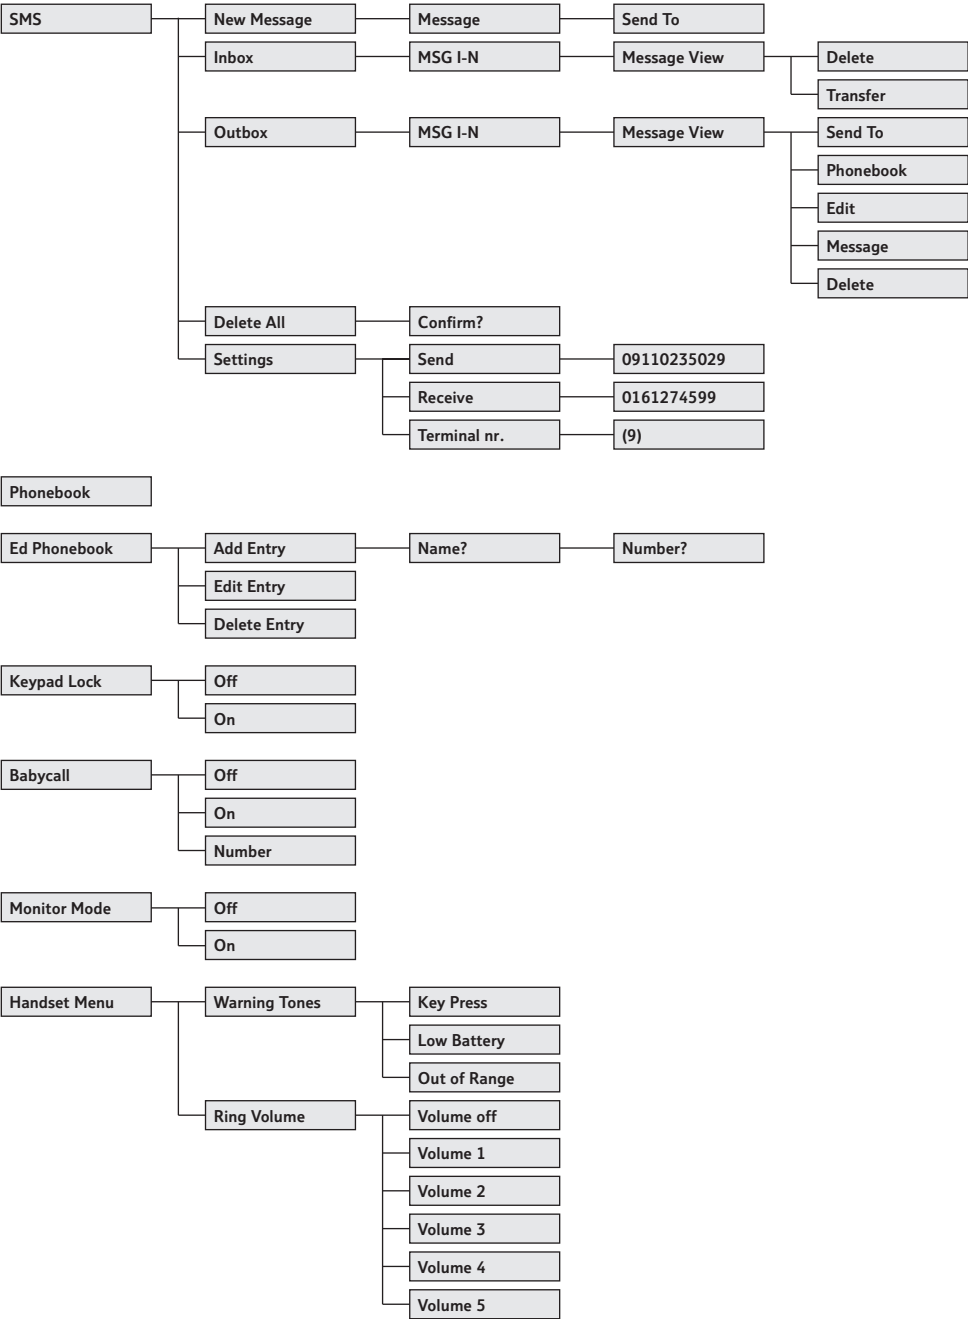 SMS New Message Message Send To
Inbox MSG I-N Message View Delete
Transfer
Outbox MSG I-N Message View Send To
Phonebook
Edit
Message
Delete
Delete All Confirm?
Settings Send 09110235029
Receive 0161274599
Terminal nr. (9)
Phonebook
Ed Phonebook Add Entry Name? Number?
Edit Entry
Delete Entry
Keypad Lock Off
On
Babycall Off
On
Number
Monitor Mode Off
On
Handset Menu Warning Tones Key Press
Low Battery
Out of Range
Ring Volume Volume off
Volume 1
Volume 2
Volume 3
Volume 4
Volume 5